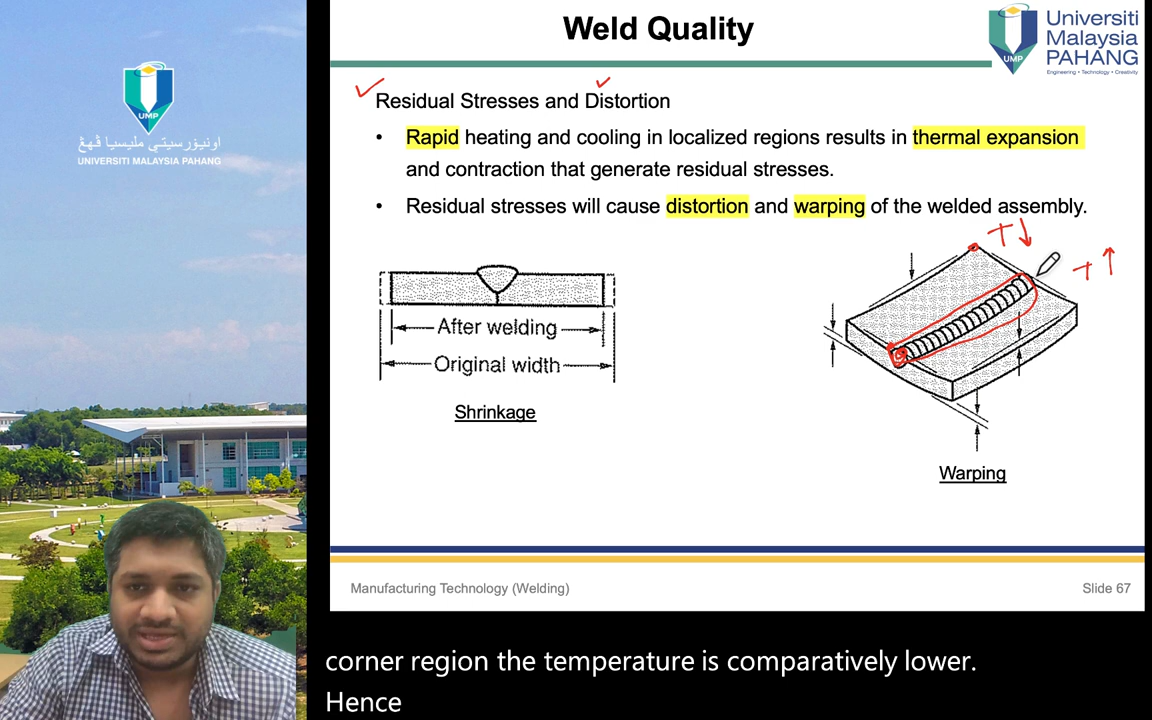 Weld Quality
Universiti
Malaysia
PAHANG
Engineering • Technology • Creativity
UMP
UMP
اونيۏرسيتي مليسيا ڤهڠ
UNIVERSITI MALAYSIA PAHANG
Residual Stresses and Distortion
• Rapid heating and cooling in localized regions results in thermal expansion
and contraction that generate residual stresses.
• Residual stresses will cause distortion and warping of the welded assembly.
T↓
T↑
After welding
Original width
Shrinkage
Warping
Manufacturing Technology (Welding)
Slide 67
corner region the temperature is comparatively lower.
Hence